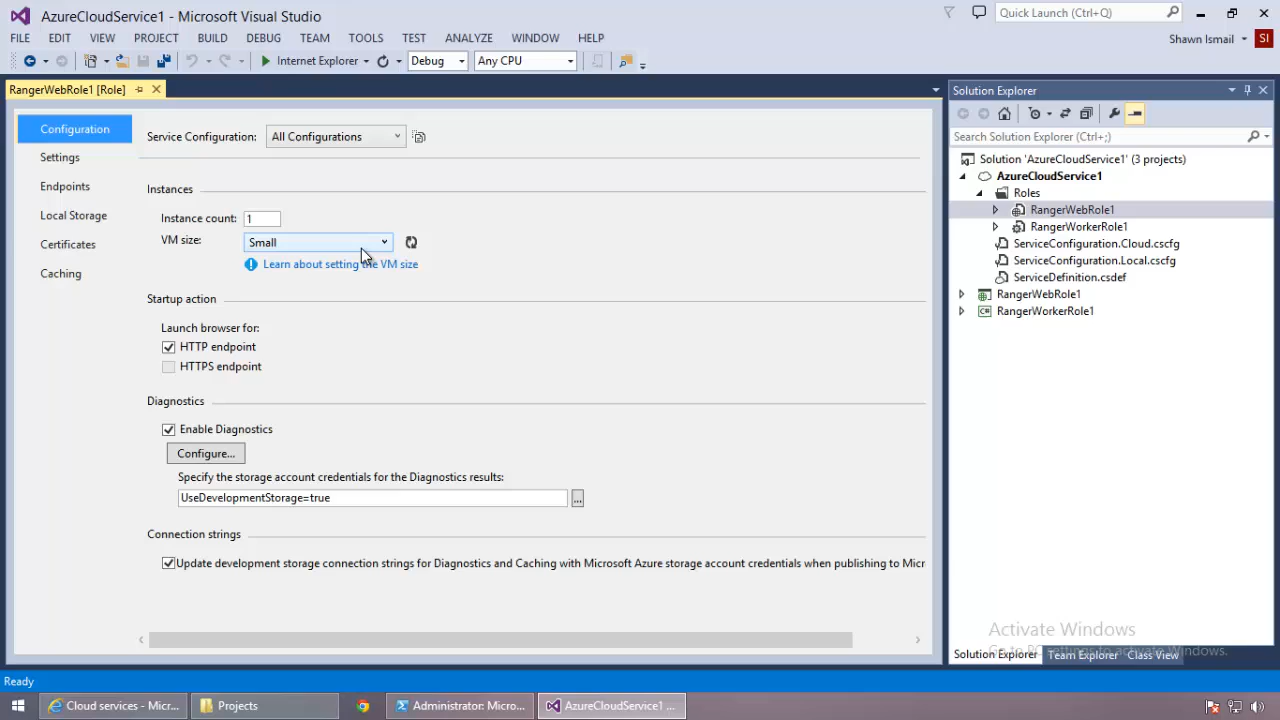 AzureCloudService1 - Microsoft Visual Studio
Quick Launch (Ctrl+Q)
FILE EDIT VIEW PROJECT BUILD DEBUG TEAM TOOLS TEST ANALYZE WINDOW HELP
Shawn Ismail SI
Internet Explorer Debug Any CPU
RangerWebRole1 [Role]
Configuration
Settings
Endpoints
Local Storage
Certificates
Caching
Service Configuration: All Configurations
Instances
Instance count: 1
VM size: Small
Learn about setting the VM size
Startup action
Launch browser for:
HTTP endpoint
HTTPS endpoint
Diagnostics
Enable Diagnostics
Configure...
Specify the storage account credentials for the Diagnostics results:
UseDevelopmentStorage=true
...
Connection strings
Update development storage connection strings for Diagnostics and Caching with Microsoft Azure storage account credentials when publishing to Micr
Solution Explorer
Search Solution Explorer (Ctrl+;)
Solution 'AzureCloudService1' (3 projects)
AzureCloudService1
Roles
RangerWebRole1
RangerWorkerRole1
ServiceConfiguration.Cloud.cscfg
ServiceConfiguration.Local.cscfg
ServiceDefinition.csdef
RangerWebRole1
RangerWorkerRole1
Activate Windows
Go to PC settings to activate Windows.
Solution Explorer Team Explorer Class View
Ready
Cloud services - Micr... Projects Administrator: Micro... AzureCloudService1 ...